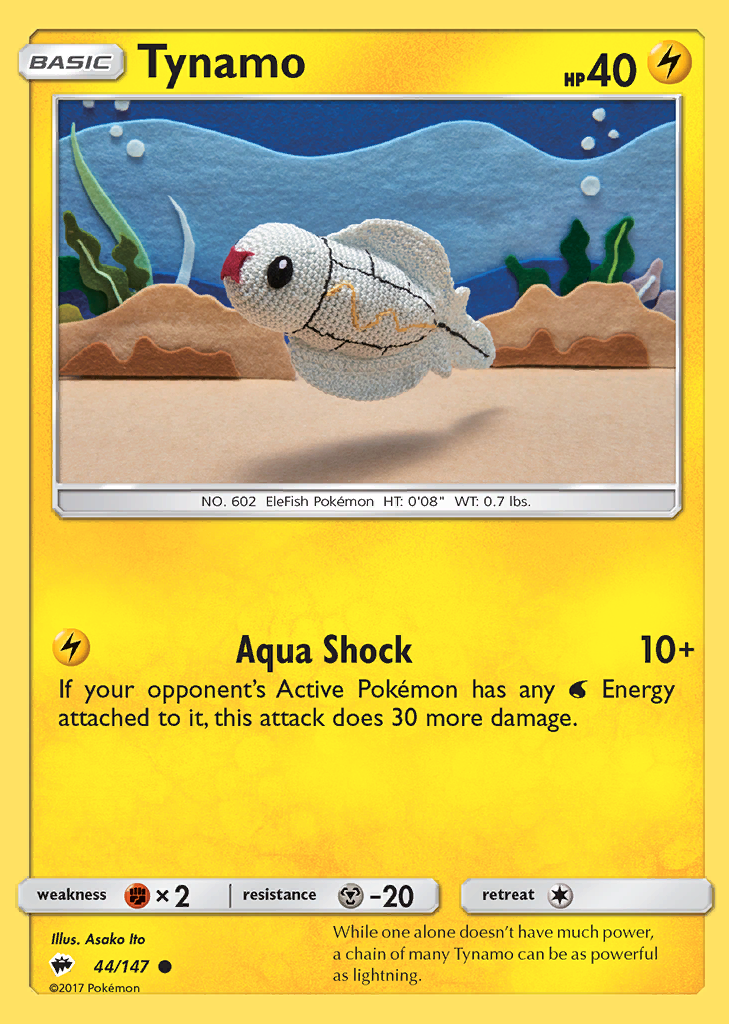 BASIC Tynamo HP 40
NO. 602 EleFish Pokémon HT: 0'08" WT: 0.7 lbs.
Aqua Shock 10+
If your opponent's Active Pokémon has any Energy
attached to it, this attack does 30 more damage.
weakness ×2 resistance -20 retreat
Illus. Asako Ito
44/147
©2017 Pokémon
While one alone doesn't have much power,
a chain of many Tynamo can be as powerful
as lightning.